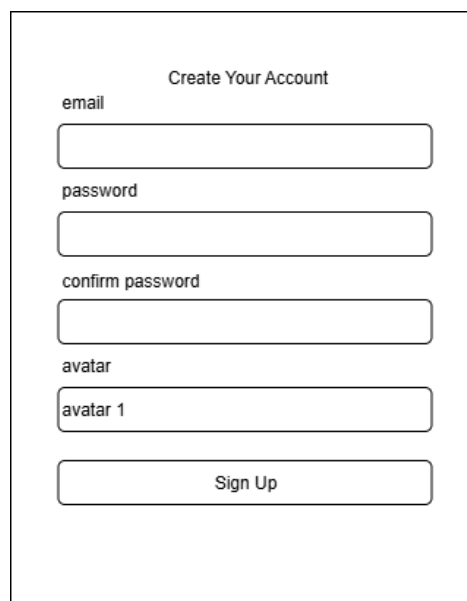 Create Your Account
email
password
confirm password
avatar
avatar 1
Sign Up